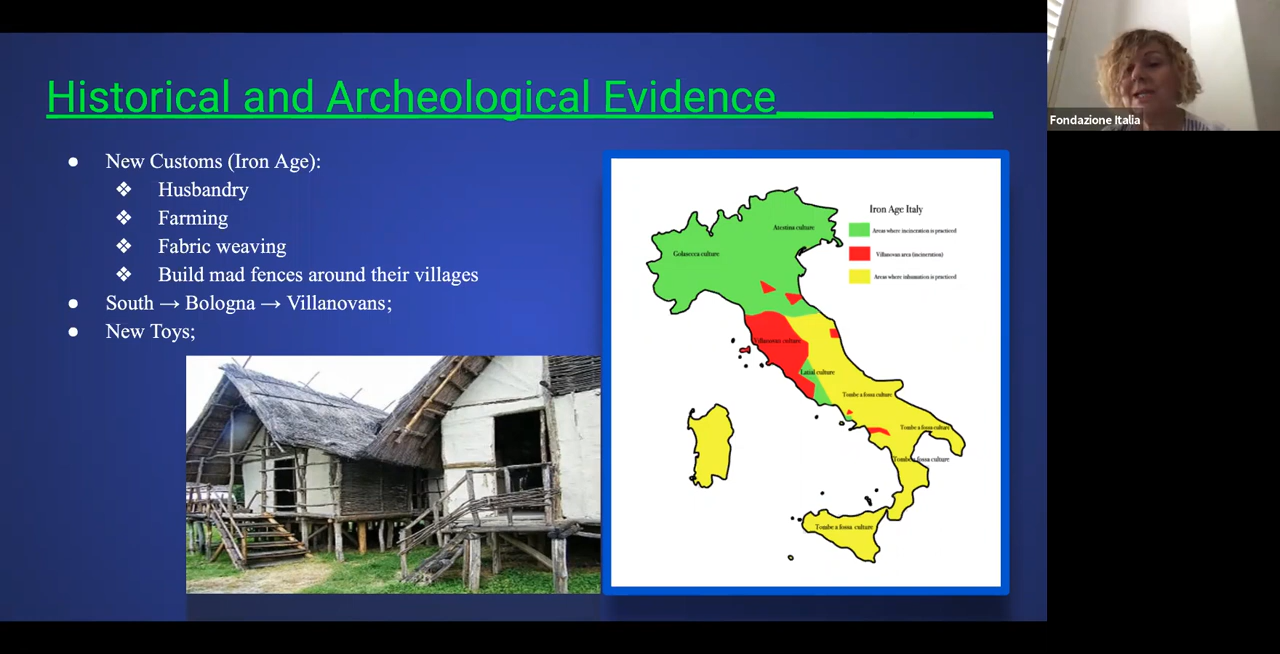 Historical and Archeological Evidence
Fondazione Italia
● New Customs (Iron Age):
❖ Husbandry
❖ Farming
❖ Fabric weaving
❖ Build mad fences around their villages
● South → Bologna → Villanovans;
● New Toys;
Iron Age Italy
Areas where incineration is practiced
Villanovan area (incineration)
Areas where inhumation is practiced
Atestina culture
Golasecca culture
Villanovan culture
Latial culture
Tombe a fossa culture
Tombe a fossa culture
Tombe a fossa culture
Tombe a fossa culture